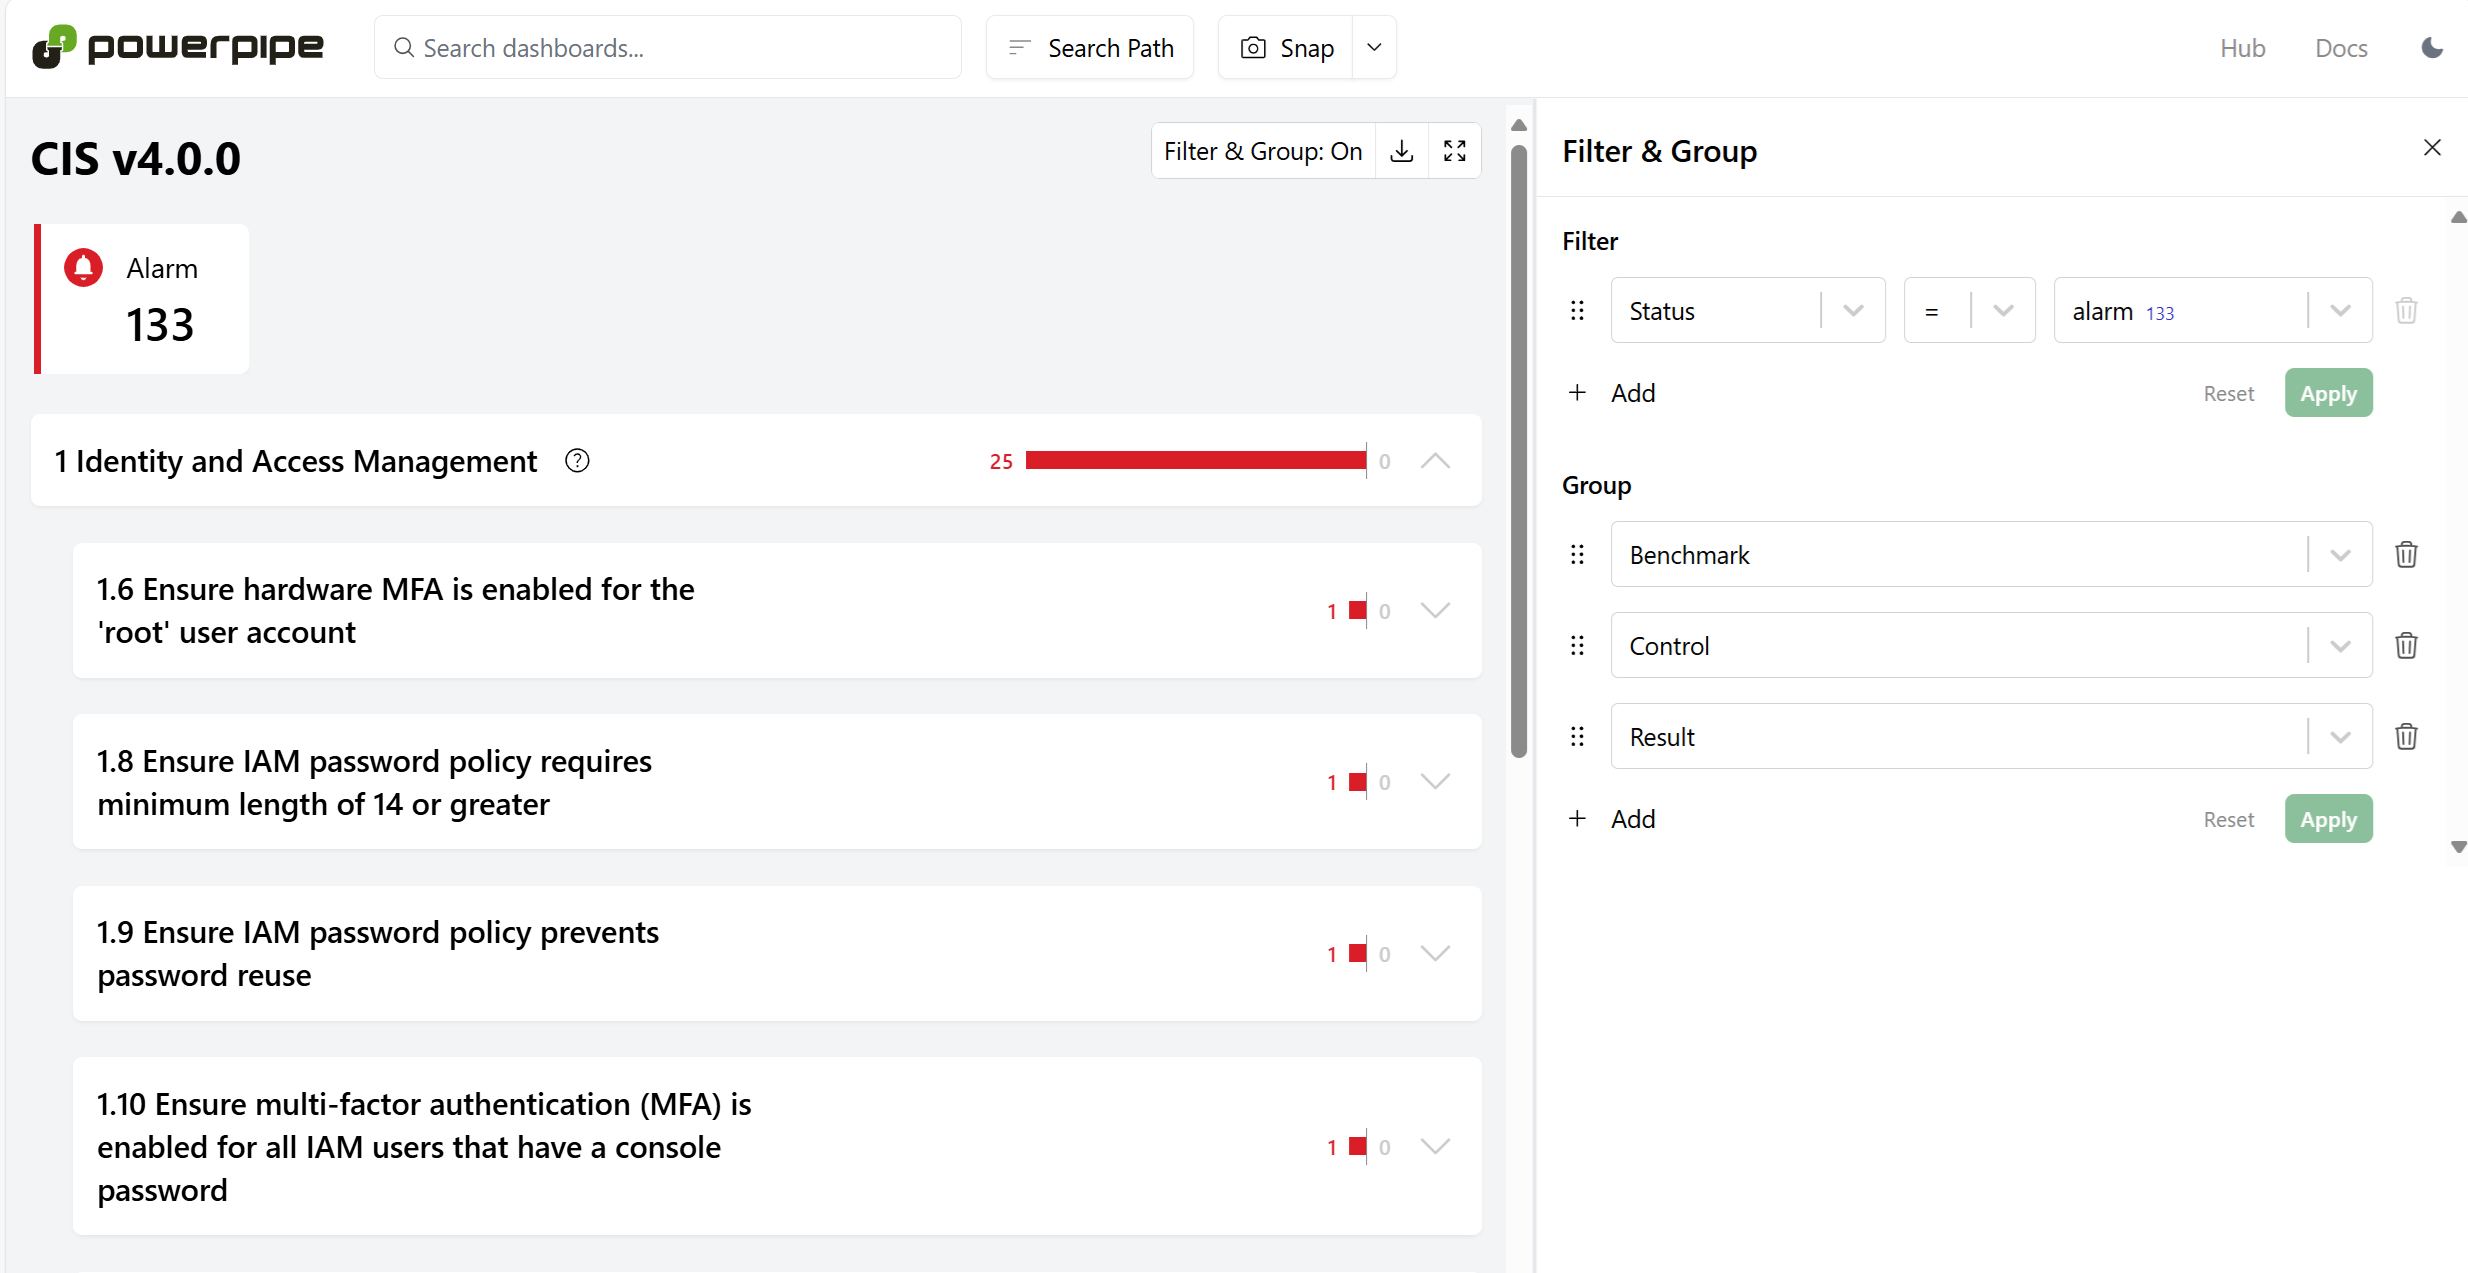 powerpipe
Search dashboards...
Search Path
Snap
Hub
Docs
CIS v4.0.0
Filter & Group: On
Alarm
133
1 Identity and Access Management
25
0
1.6 Ensure hardware MFA is enabled for the
'root' user account
1
0
1.8 Ensure IAM password policy requires
minimum length of 14 or greater
1
0
1.9 Ensure IAM password policy prevents
password reuse
1
0
1.10 Ensure multi-factor authentication (MFA) is
enabled for all IAM users that have a console
password
1
0
Filter & Group
Filter
Status
=
alarm 133
+ Add
Reset
Apply
Group
Benchmark
Control
Result
+ Add
Reset
Apply